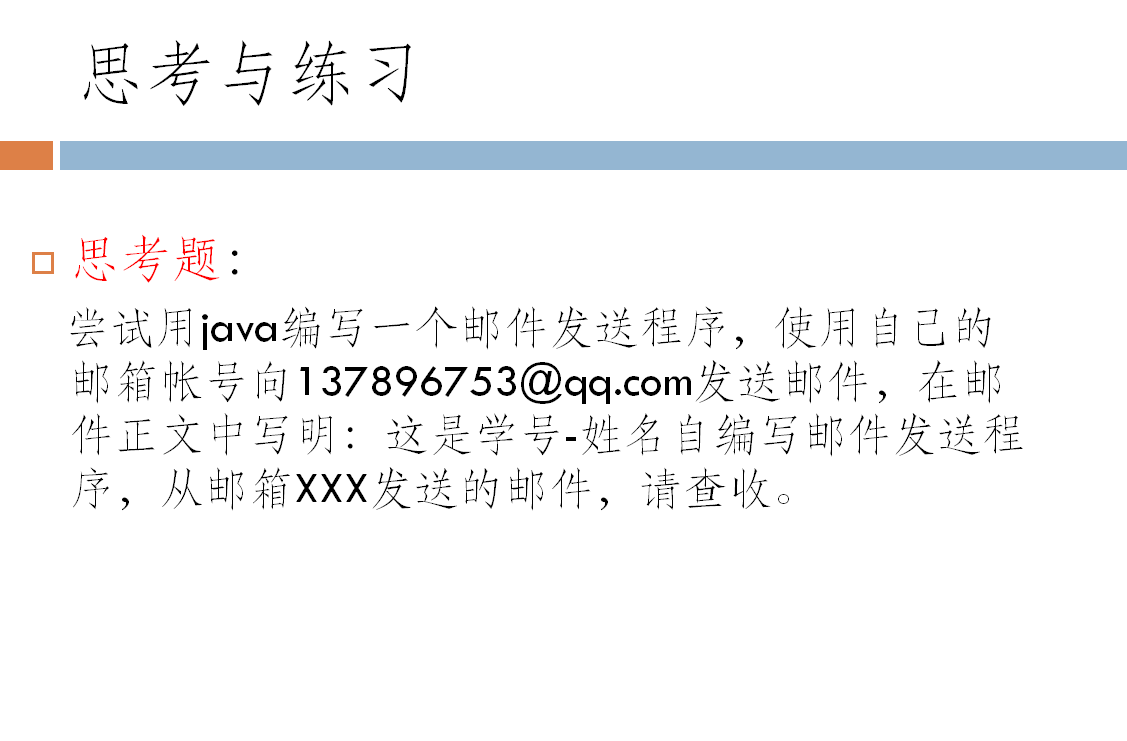 思考与练习
思考题：
尝试用java编写一个邮件发送程序，使用自己的
邮箱帐号向137896753@qq.com发送邮件，在邮
件正文中写明：这是学号-姓名自编写邮件发送程
序，从邮箱XXX发送的邮件，请查收。